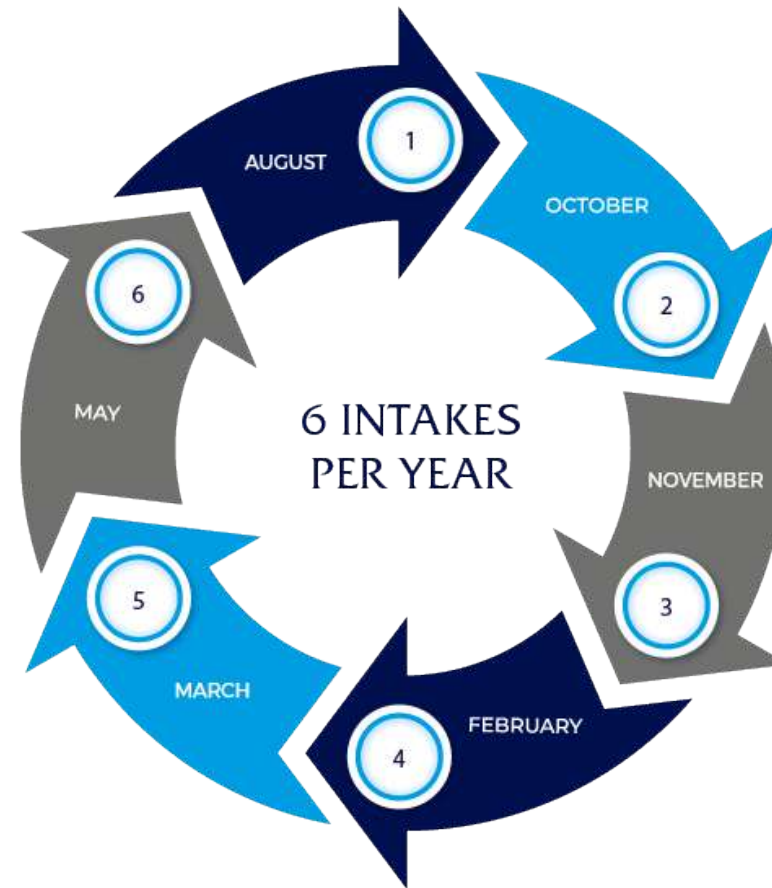 AUGUST
1
OCTOBER
2
NOVEMBER
3
FEBRUARY
4
MARCH
5
MAY
6
6 INTAKES
PER YEAR